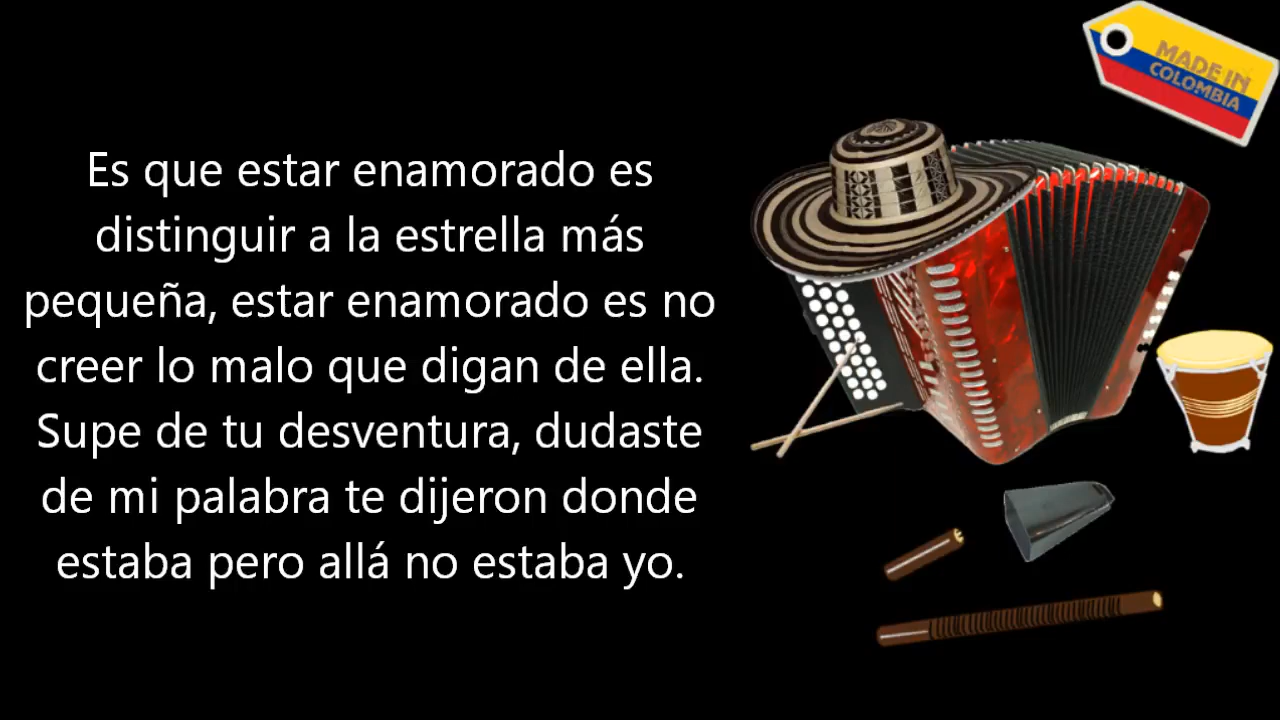 Es que estar enamorado es
distinguir a la estrella más
pequeña, estar enamorado es no
creer lo malo que digan de ella.
Supe de tu desventura, dudaste
de mi palabra te dijeron donde
estaba pero allá no estaba yo.
MADE IN
COLOMBIA